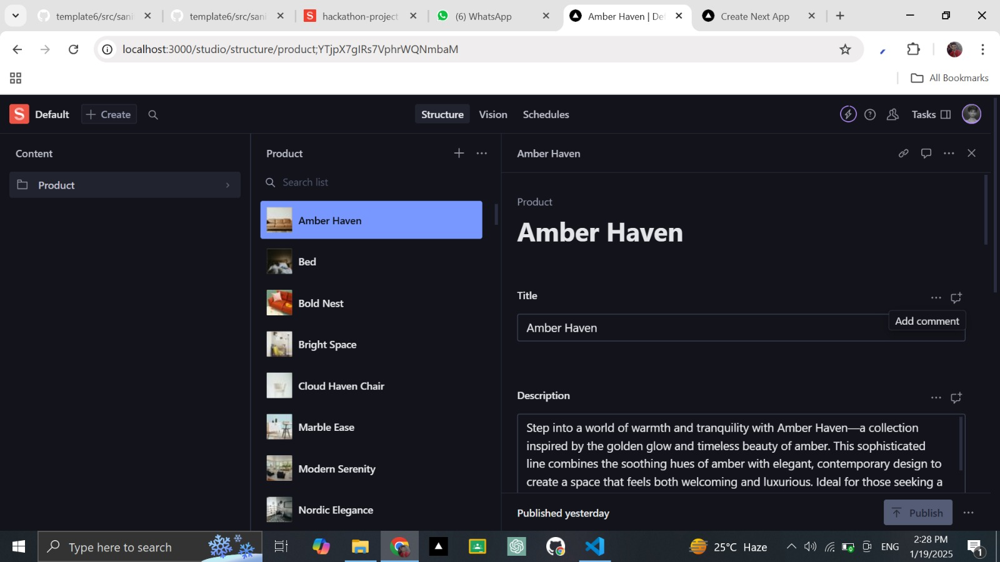 template6/src/sani
template6/src/sani
hackathon-project
(6) WhatsApp
Amber Haven | Def
Create Next App
localhost:3000/studio/structure/product;YTjpX7gIRs7VphrWQNmbaM
All Bookmarks
S
Default
Create
Structure
Vision
Schedules
Tasks
Content
Product
Amber Haven
Product
Search list
Amber Haven
Bed
Bold Nest
Bright Space
Cloud Haven Chair
Marble Ease
Modern Serenity
Nordic Elegance
Product
Amber Haven
Title
Amber Haven
Add comment
Description
Step into a world of warmth and tranquility with Amber Haven—a collection
inspired by the golden glow and timeless beauty of amber. This sophisticated
line combines the soothing hues of amber with elegant, contemporary design to
create a space that feels both welcoming and luxurious. Ideal for those seeking a
Published yesterday
Publish
Type here to search
25°C Haze
ENG
2:28 PM
1/19/2025
1